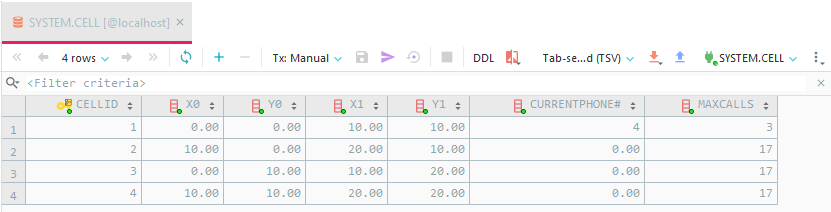 SYSTEM.CELL [@localhost] ×
4 rows Tx: Manual DDL Tab-se...d (TSV) SYSTEM.CELL
<Filter criteria>
CELLID X0 Y0 X1 Y1 CURRENTPHONE# MAXCALLS
1 1 0.00 0.00 10.00 10.00 4 3
2 2 10.00 0.00 20.00 10.00 0.00 17
3 3 0.00 10.00 10.00 20.00 0.00 17
4 4 10.00 10.00 20.00 20.00 0.00 17